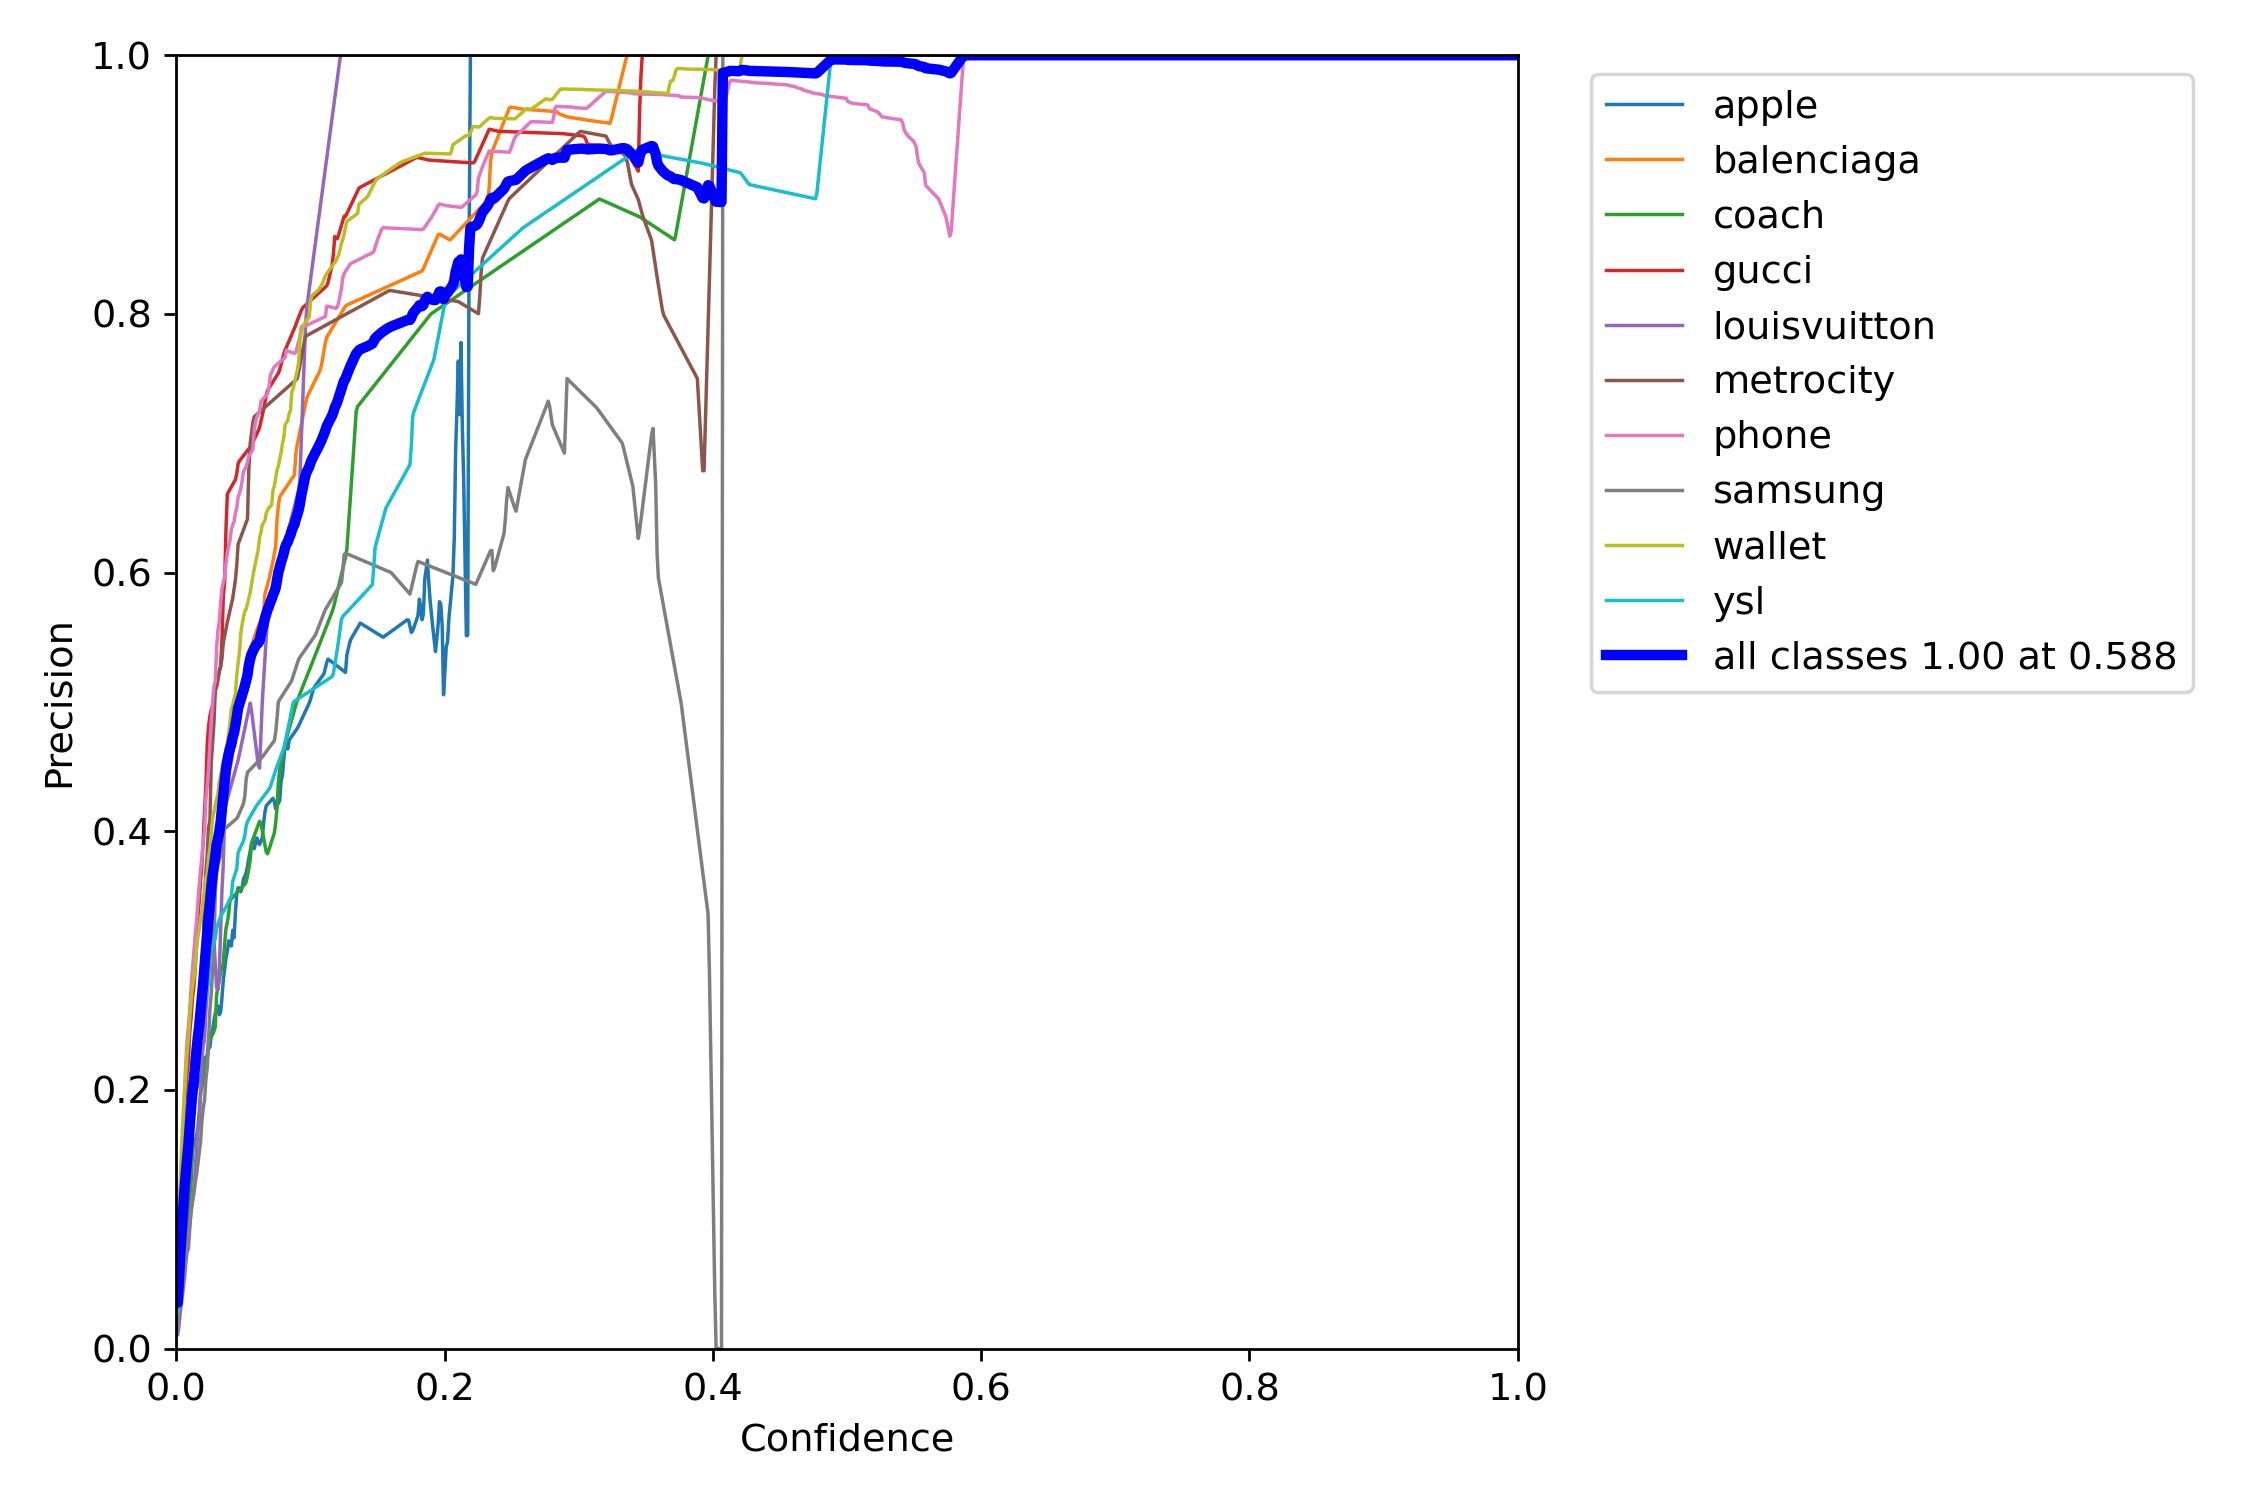 1.0
0.8
0.6
0.4
0.2
0.0
0.0 0.2 0.4 0.6 0.8 1.0
Precision
Confidence
apple
balenciaga
coach
gucci
louisvuitton
metrocity
phone
samsung
wallet
ysl
all classes 1.00 at 0.588